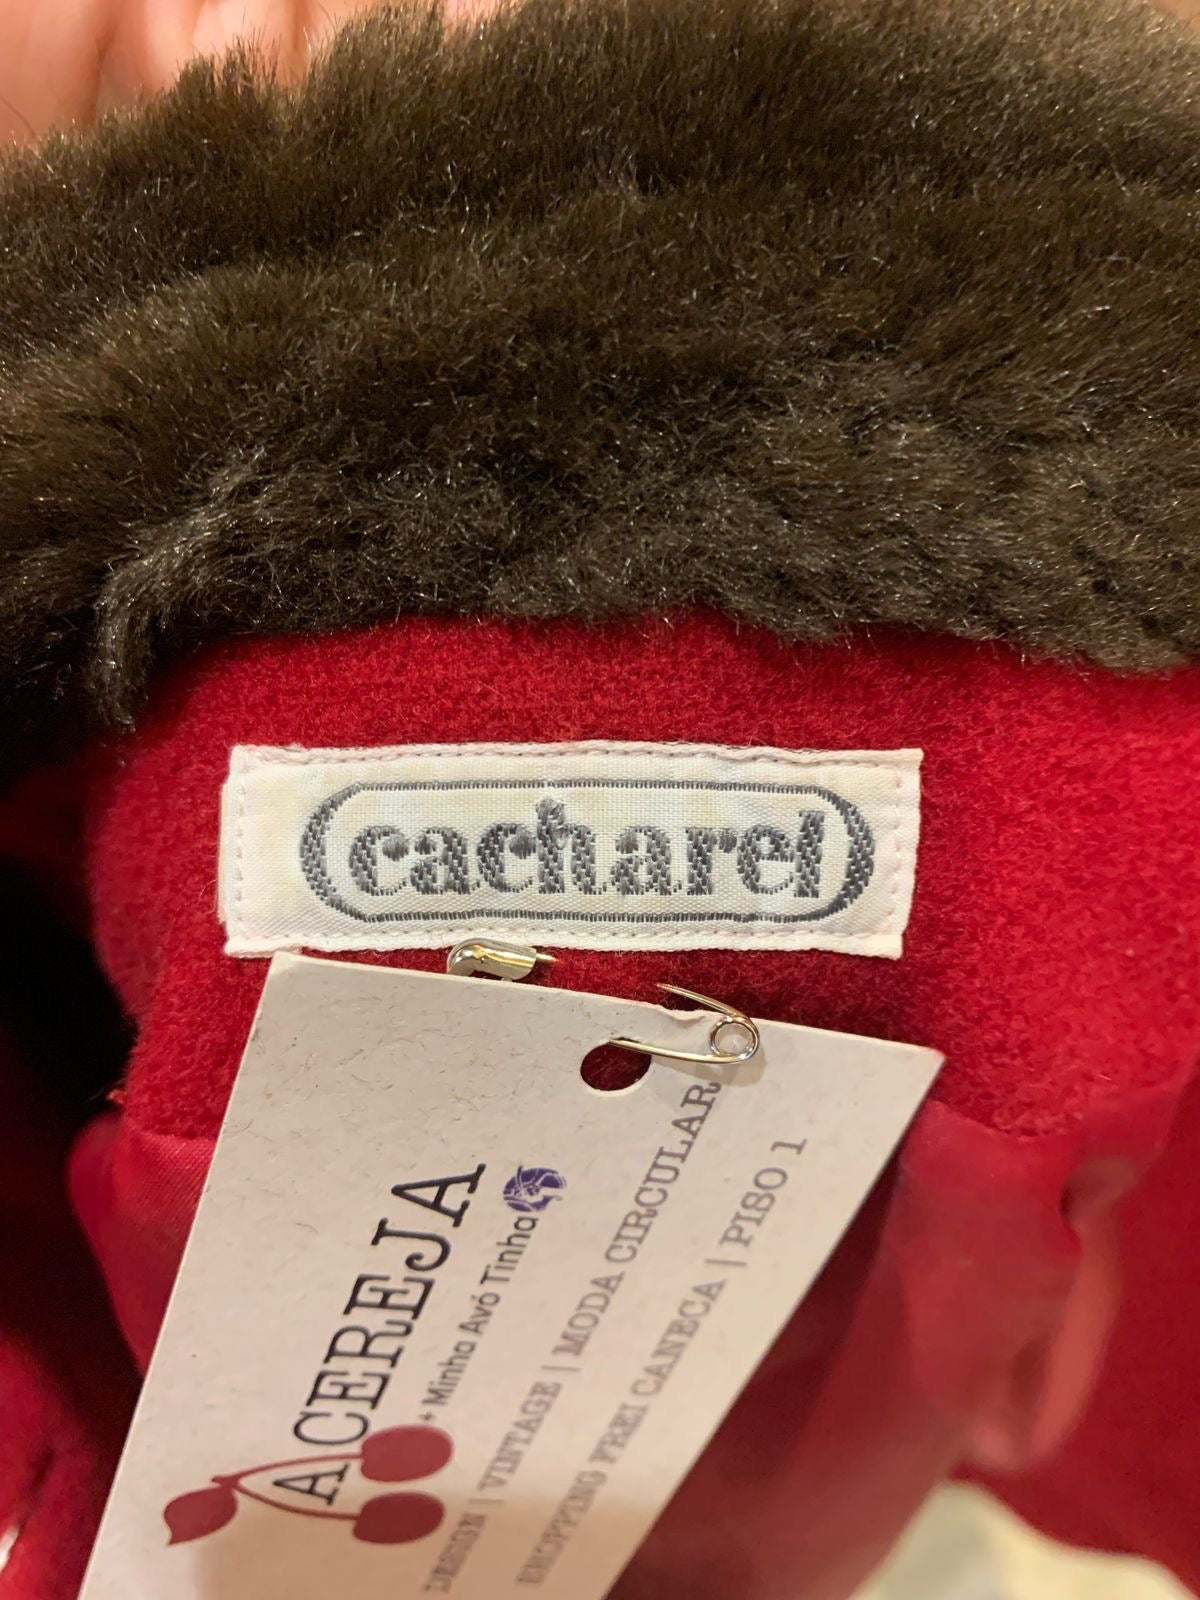 cacharel
ACEREJA
+ Minha Avó Tinha
DESIGN | VINTAGE | MODA CIRCULAR
SHOPPING FREI CANECA | PISO 1